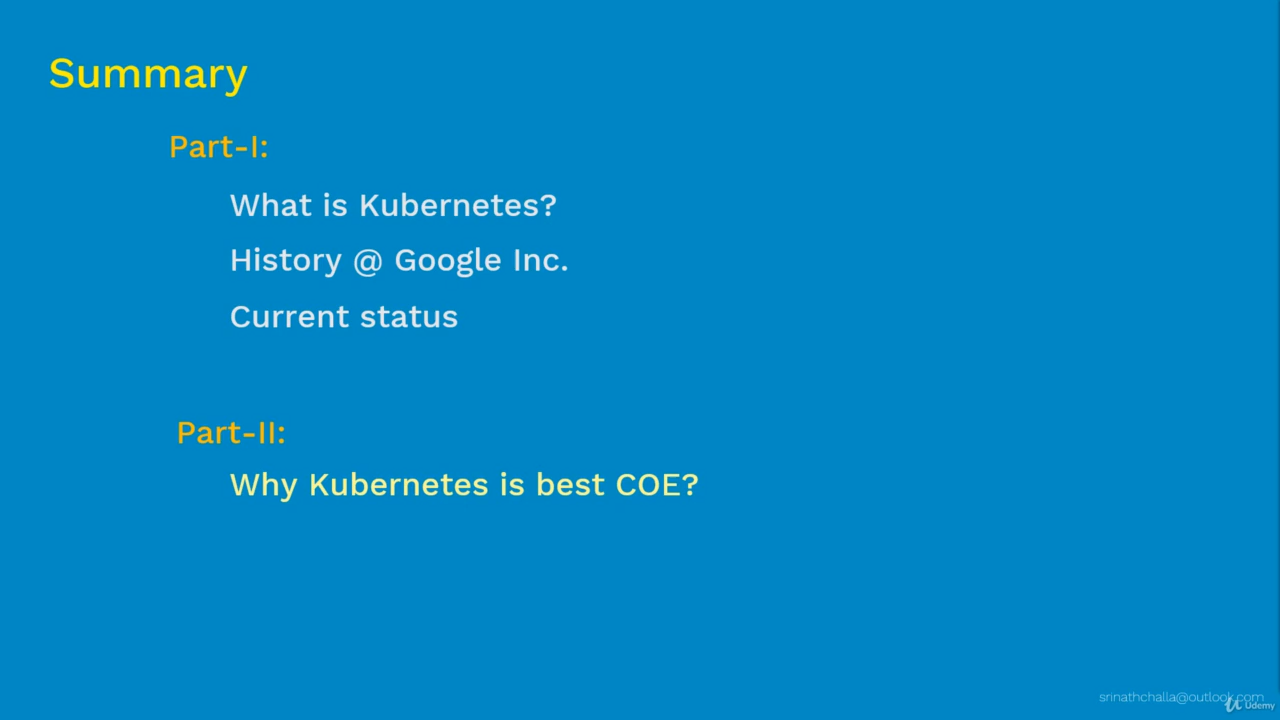 Summary
Part-I:
What is Kubernetes?
History @ Google Inc.
Current status
Part-II:
Why Kubernetes is best COE?
srinathchalla@outlook.com
Udemy